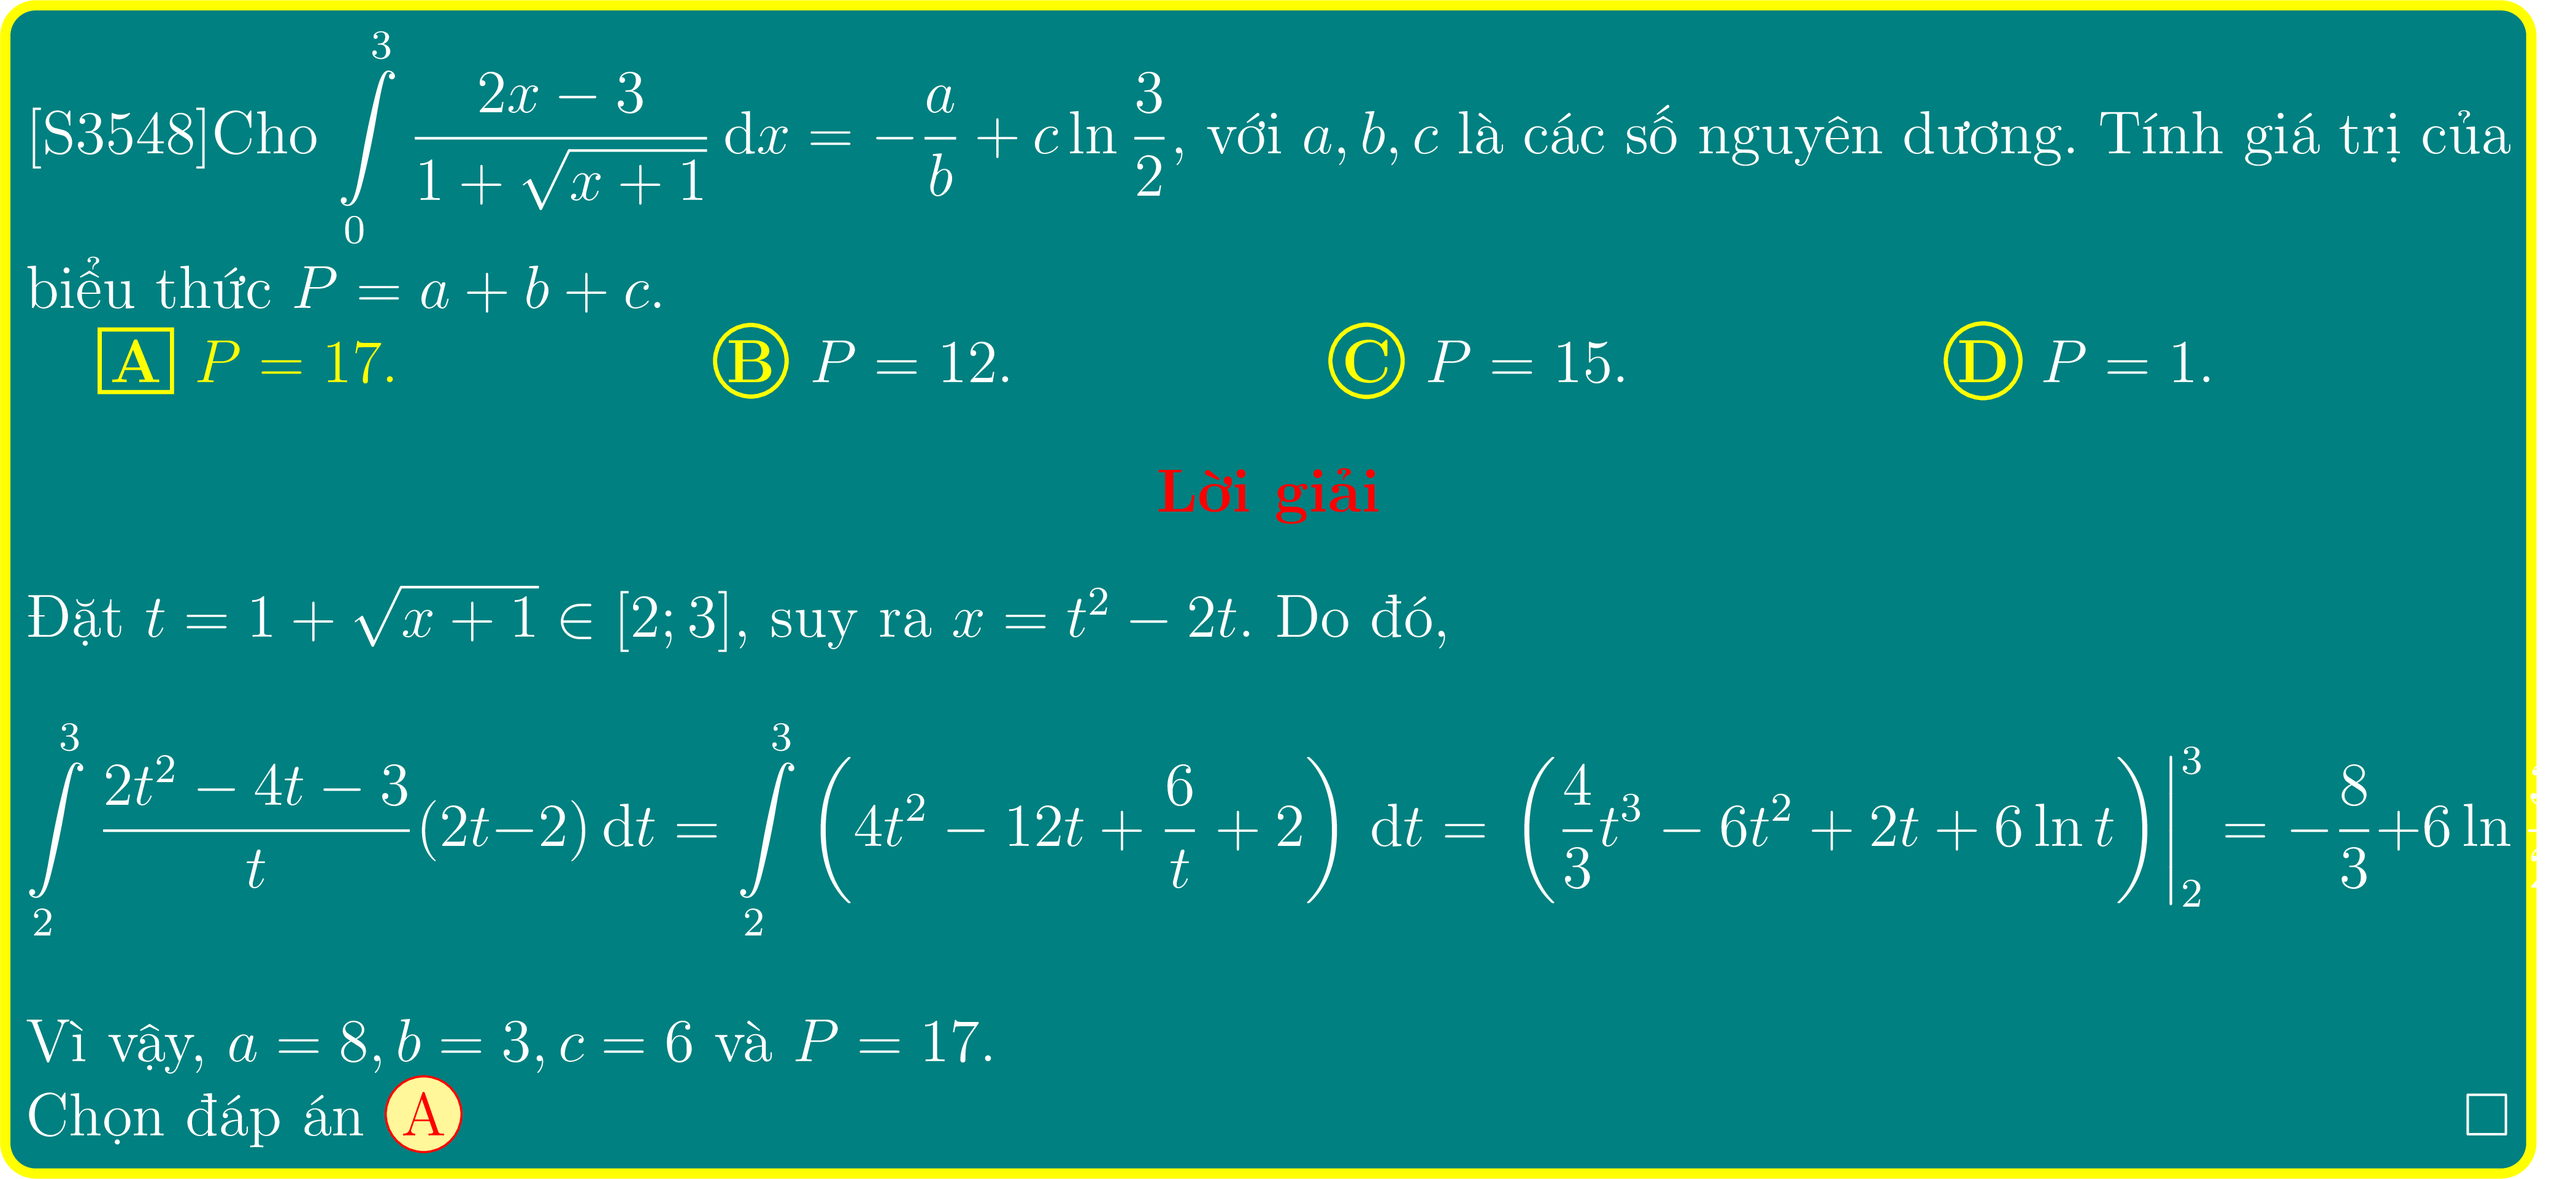 [S3548]Cho $\int\limits_0^3 \frac{2x-3}{1+\sqrt{x+1}}\,\mathrm{d}x = -\frac{a}{b} + c\ln\frac{3}{2}$, với $a, b, c$ là các số nguyên dương. Tính giá trị của
biểu thức $P = a + b + c$.
A $P = 17$. B $P = 12$. C $P = 15$. D $P = 1$.
Lời giải
Đặt $t = 1 + \sqrt{x+1} \in [2; 3]$, suy ra $x = t^2 - 2t$. Do đó,
$\int\limits_2^3 \frac{2t^2-4t-3}{t}(2t-2)\,\mathrm{d}t = \int\limits_2^3 \left(4t^2 - 12t + \frac{6}{t} + 2\right)\,\mathrm{d}t = \left(\frac{4}{3}t^3 - 6t^2 + 2t + 6\ln t\right)\Big|_2^3 = -\frac{8}{3} + 6\ln$
Vì vậy, $a = 8, b = 3, c = 6$ và $P = 17$.
Chọn đáp án A □